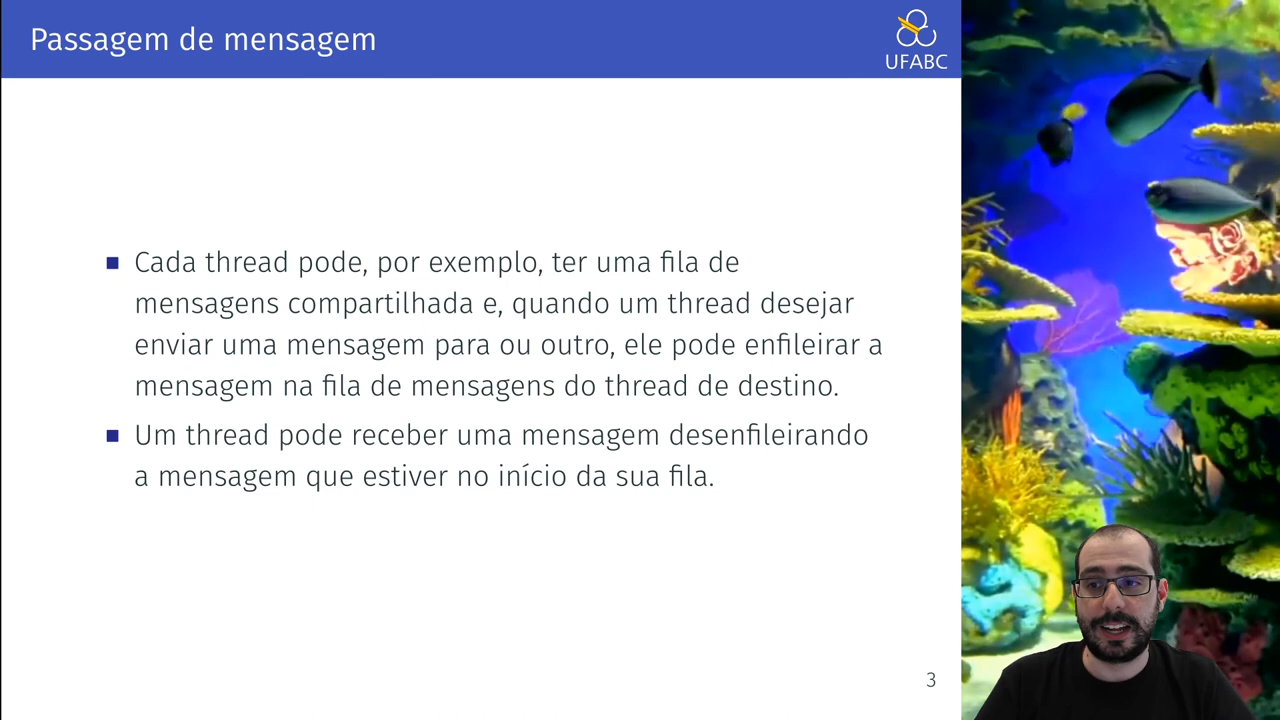 Passagem de mensagem
UFABC
Cada thread pode, por exemplo, ter uma fila de
mensagens compartilhada e, quando um thread desejar
enviar uma mensagem para ou outro, ele pode enfileirar a
mensagem na fila de mensagens do thread de destino.
Um thread pode receber uma mensagem desenfileirando
a mensagem que estiver no início da sua fila.
3